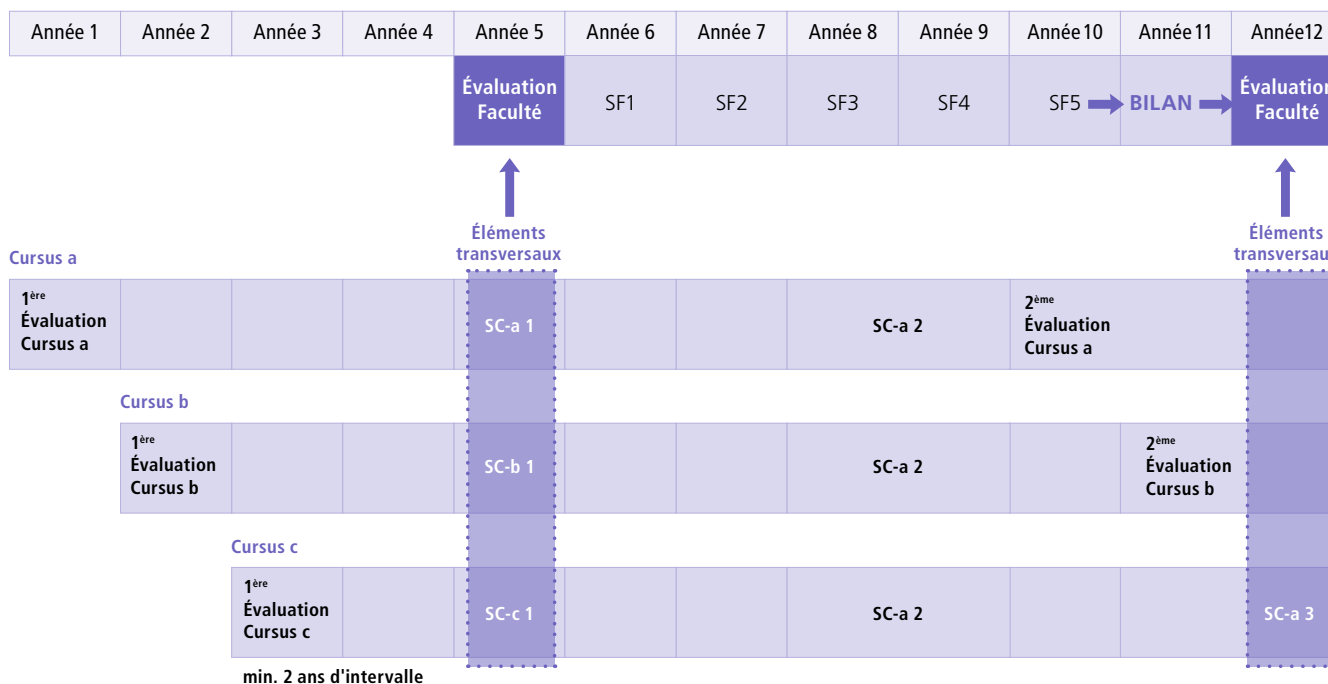 Année 1 Année 2 Année 3 Année 4 Année 5 Année 6 Année 7 Année 8 Année 9 Année 10 Année 11 Année12
Évaluation Faculté SF1 SF2 SF3 SF4 SF5 BILAN Évaluation Faculté
Éléments transversaux
Éléments transversau
Cursus a
1ère Évaluation Cursus a
SC-a 1
SC-a 2
2ème Évaluation Cursus a
Cursus b
1ère Évaluation Cursus b
SC-b 1
SC-a 2
2ème Évaluation Cursus b
Cursus c
1ère Évaluation Cursus c
SC-c 1
SC-a 2
SC-a 3
min. 2 ans d'intervalle